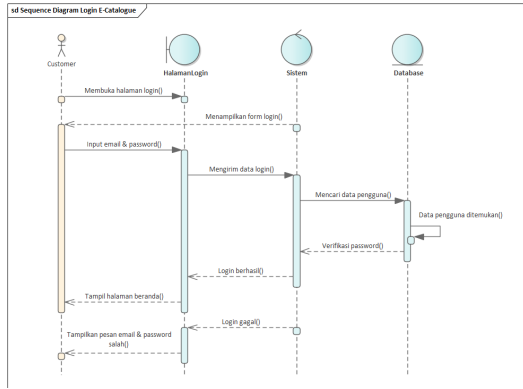 sd Sequence Diagram Login E-Catalogue
Customer
HalamanLogin
Sistem
Database
Membuka halaman login()
Menampilkan form login()
input email & password()
Mengirim data login()
Mencari data pengguna()
Data pengguna ditemukan()
Verifikasi password()
Login berhasil()
Tampil halaman beranda()
Login gagal()
Tampilkan pesan email & password
salah()